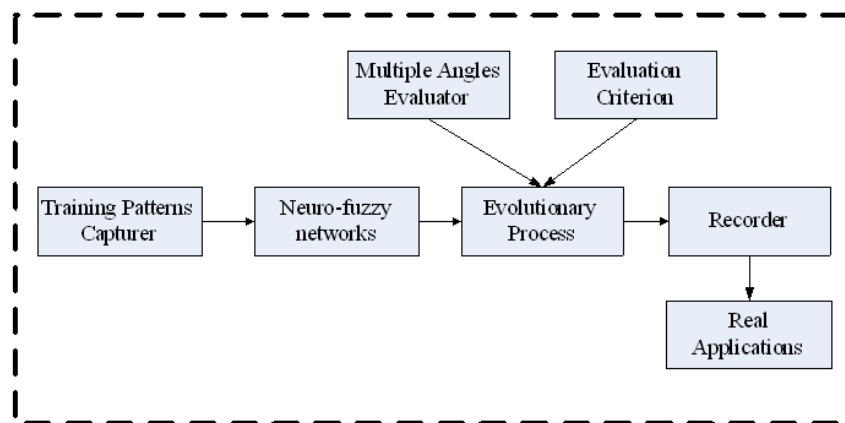 Multiple Angles
Evaluator
Evaluation
Criterion
Training Patterns
Capturer
Neuro-fuzzy
networks
Evolutionary
Process
Recorder
Real
Applications